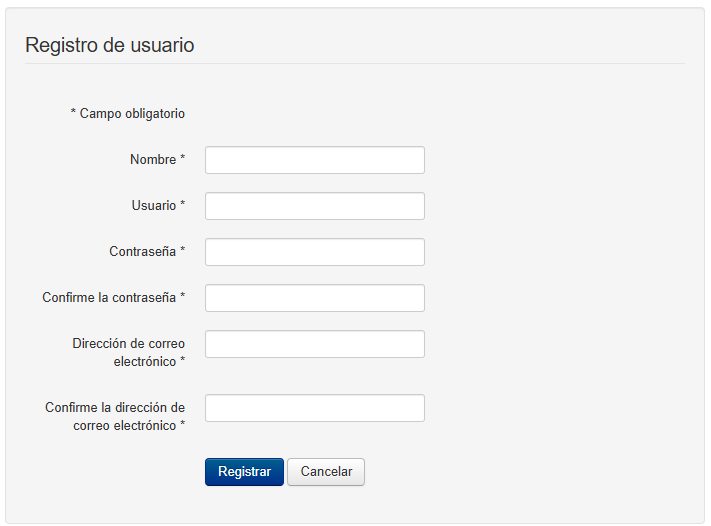 Registro de usuario
* Campo obligatorio
Nombre *
Usuario *
Contraseña *
Confirme la contraseña *
Dirección de correo
electrónico *
Confirme la dirección de
correo electrónico *
Registrar Cancelar